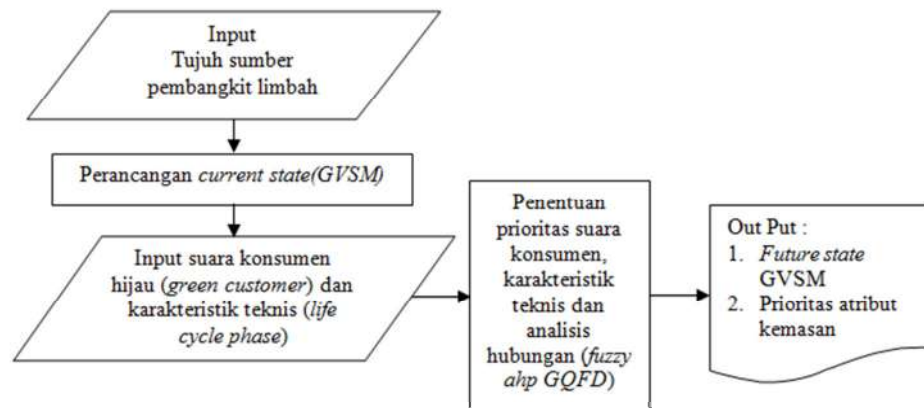 Input
Tujuh sumber
pembangkit limbah
Perancangan current state(GVSM)
Input suara konsumen
hijau (green customer) dan
karakteristik teknis (life
cycle phase)
Penentuan
prioritas suara
konsumen,
karakteristik
teknis dan
analisis
hubungan (fuzzy
ahp GQFD)
Out Put :
1. Future state
GVSM
2. Prioritas atribut
kemasan